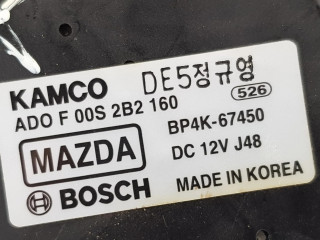 KAMCO DE5정규영
ADO F 00S 2B2 160 526
MAZDA BP4K-67450
DC 12V J48
BOSCH MADE IN KOREA